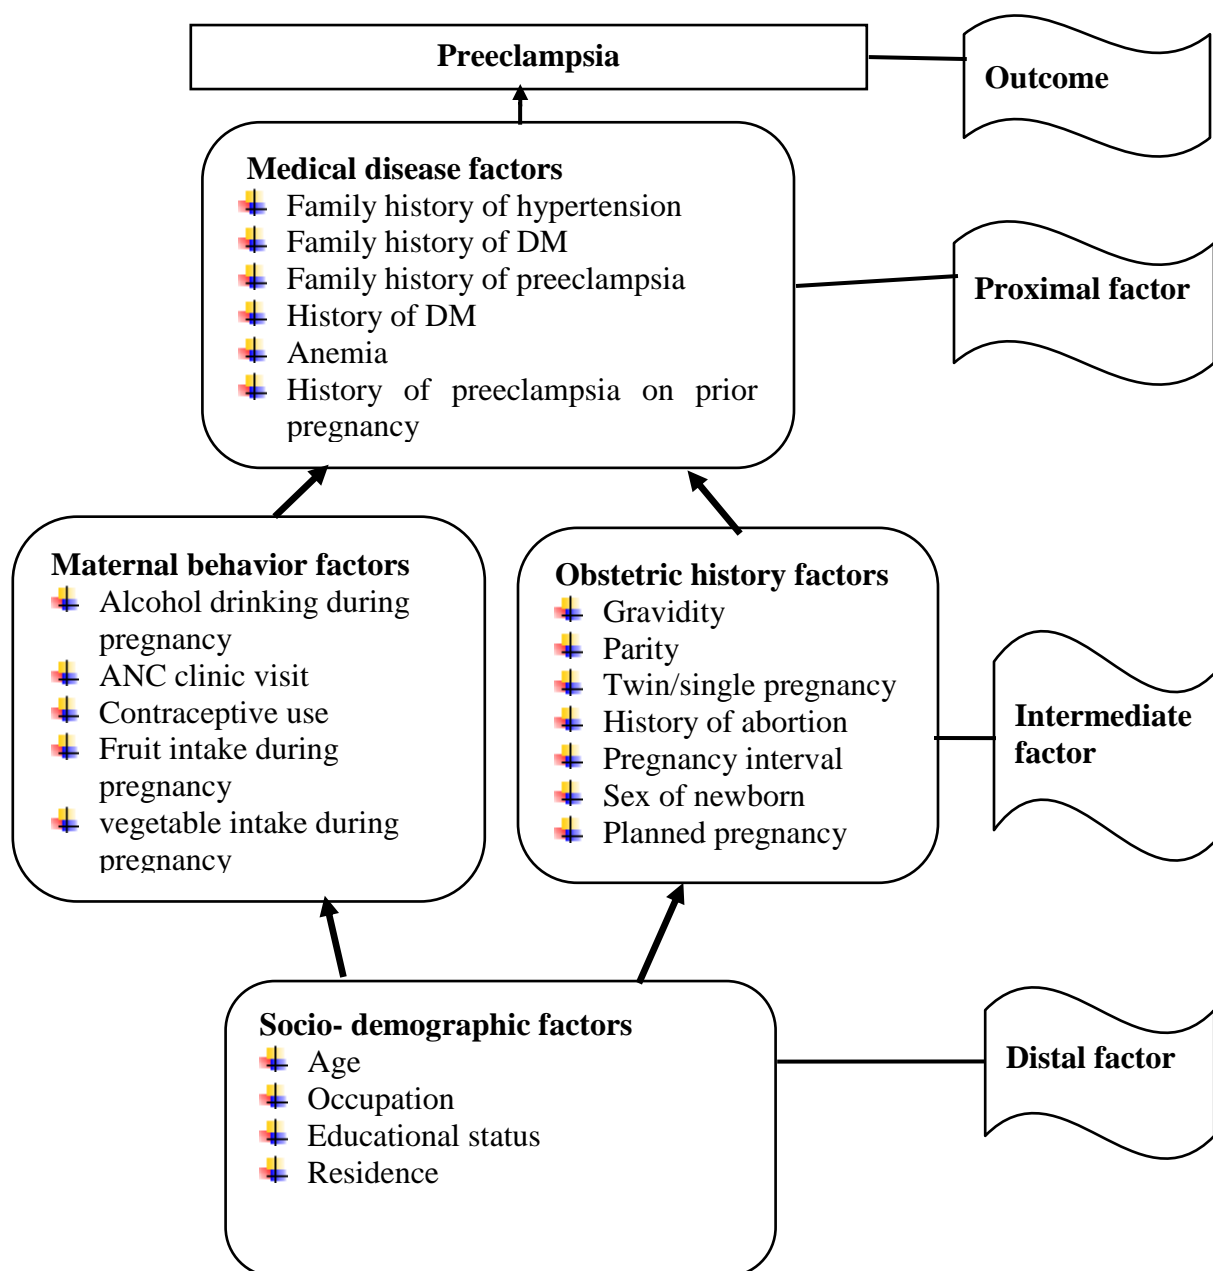 Preeclampsia
Outcome
Medical disease factors
Family history of hypertension
Family history of DM
Family history of preeclampsia
History of DM
Anemia
History of preeclampsia on prior
pregnancy
Proximal factor
Maternal behavior factors
Alcohol drinking during
pregnancy
ANC clinic visit
Contraceptive use
Fruit intake during
pregnancy
vegetable intake during
pregnancy
Obstetric history factors
Gravidity
Parity
Twin/single pregnancy
History of abortion
Pregnancy interval
Sex of newborn
Planned pregnancy
Intermediate
factor
Socio- demographic factors
Age
Occupation
Educational status
Residence
Distal factor